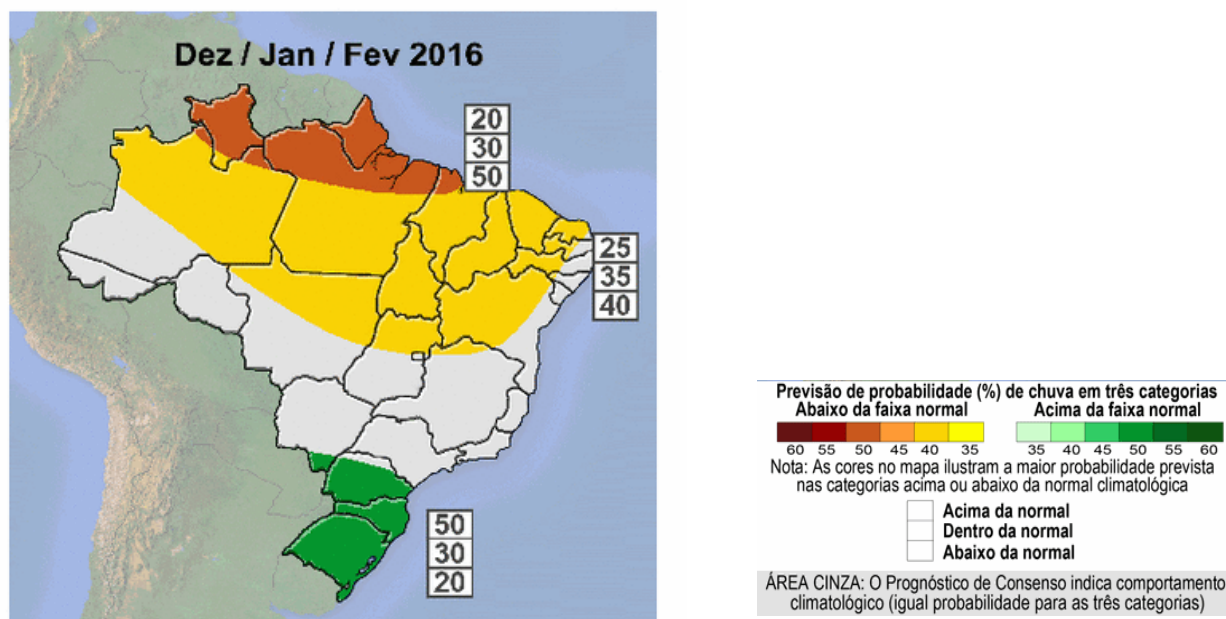 Dez / Jan / Fev 2016
20
30
50
25
35
40
50
30
20
Previsão de probabilidade (%) de chuva em três categorias
Abaixo da faixa normal Acima da faixa normal
60 55 50 45 40 35 35 40 45 50 55 60
Nota: As cores no mapa ilustram a maior probabilidade prevista
nas categorias acima ou abaixo da normal climatológica
Acima da normal
Dentro da normal
Abaixo da normal
ÁREA CINZA: O Prognóstico de Consenso indica comportamento
climatológico (igual probabilidade para as três categorias)